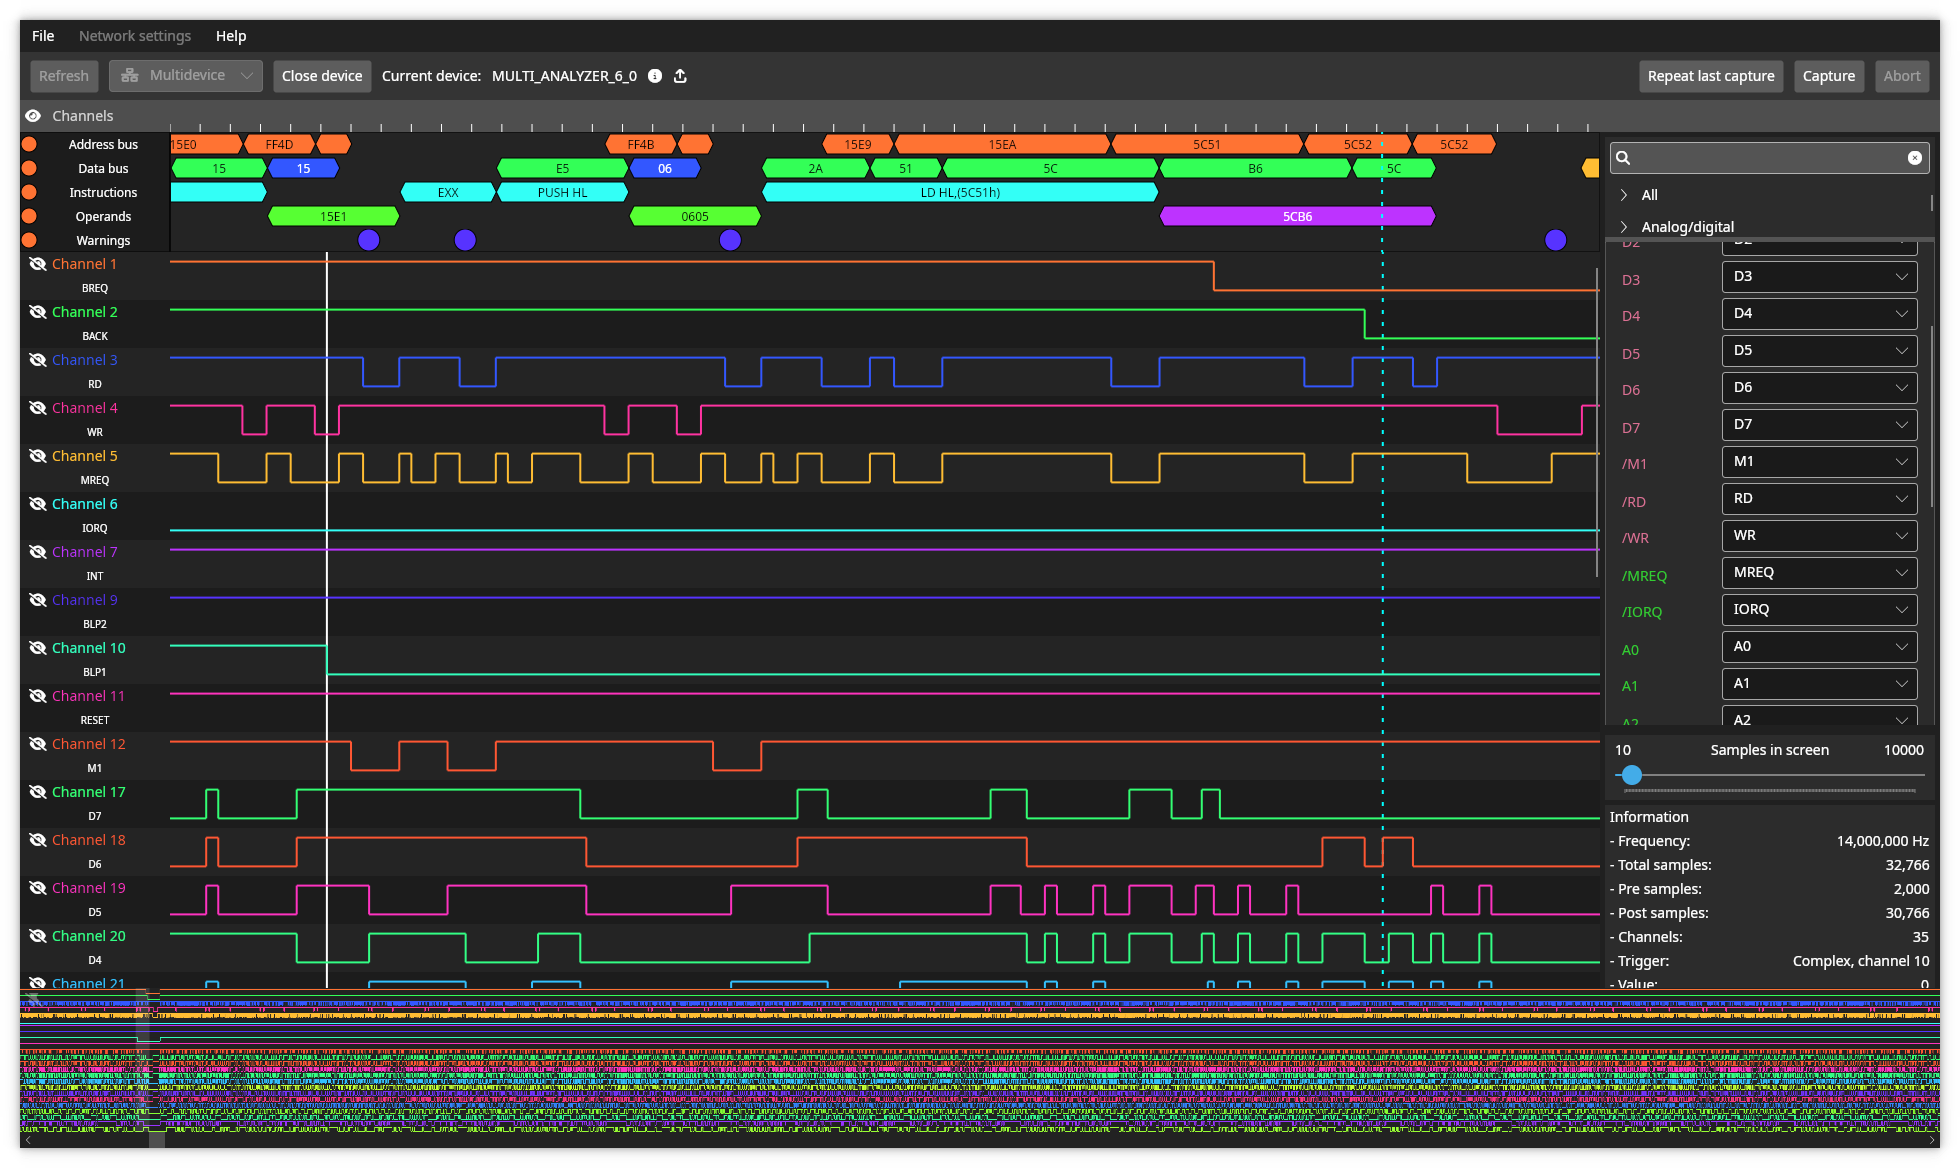 File Network settings Help
Refresh Multidevice Close device Current device: MULTI_ANALYZER_6_0 Repeat last capture Capture Abort
Channels
Address bus 15E0 FF4D FF4B 15E9 15EA 5C51 5C52 5C52
Data bus 15 15 E5 06 2A 51 5C B6 5C
Instructions EXX PUSH HL LD HL,(5C51h)
Operands 15E1 0605 5CB6
Warnings
Channel 1
BREQ
Channel 2
BACK
Channel 3
RD
Channel 4
WR
Channel 5
MREQ
Channel 6
IORQ
Channel 7
INT
Channel 9
BLP2
Channel 10
BLP1
Channel 11
RESET
Channel 12
M1
Channel 17
D7
Channel 18
D6
Channel 19
D5
Channel 20
D4
Channel 21
All
Analog/digital
D2 D2
D3 D3
D4 D4
D5 D5
D6 D6
D7 D7
/M1 M1
/RD RD
/WR WR
/MREQ MREQ
/IORQ IORQ
A0 A0
A1 A1
A2 A2
10 Samples in screen 10000
Information
- Frequency: 14,000,000 Hz
- Total samples: 32,766
- Pre samples: 2,000
- Post samples: 30,766
- Channels: 35
- Trigger: Complex, channel 10
- Value: 0